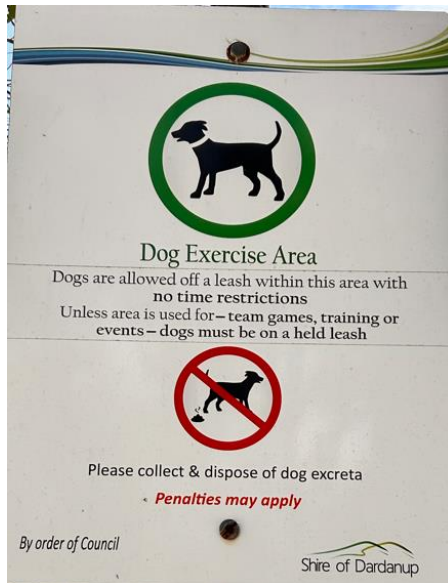 Dog Exercise Area
Dogs are allowed off a leash within this area with
no time restrictions
Unless area is used for – team games, training or
events – dogs must be on a held leash
Please collect & dispose of dog excreta
Penalties may apply
By order of Council
Shire of Dardanup